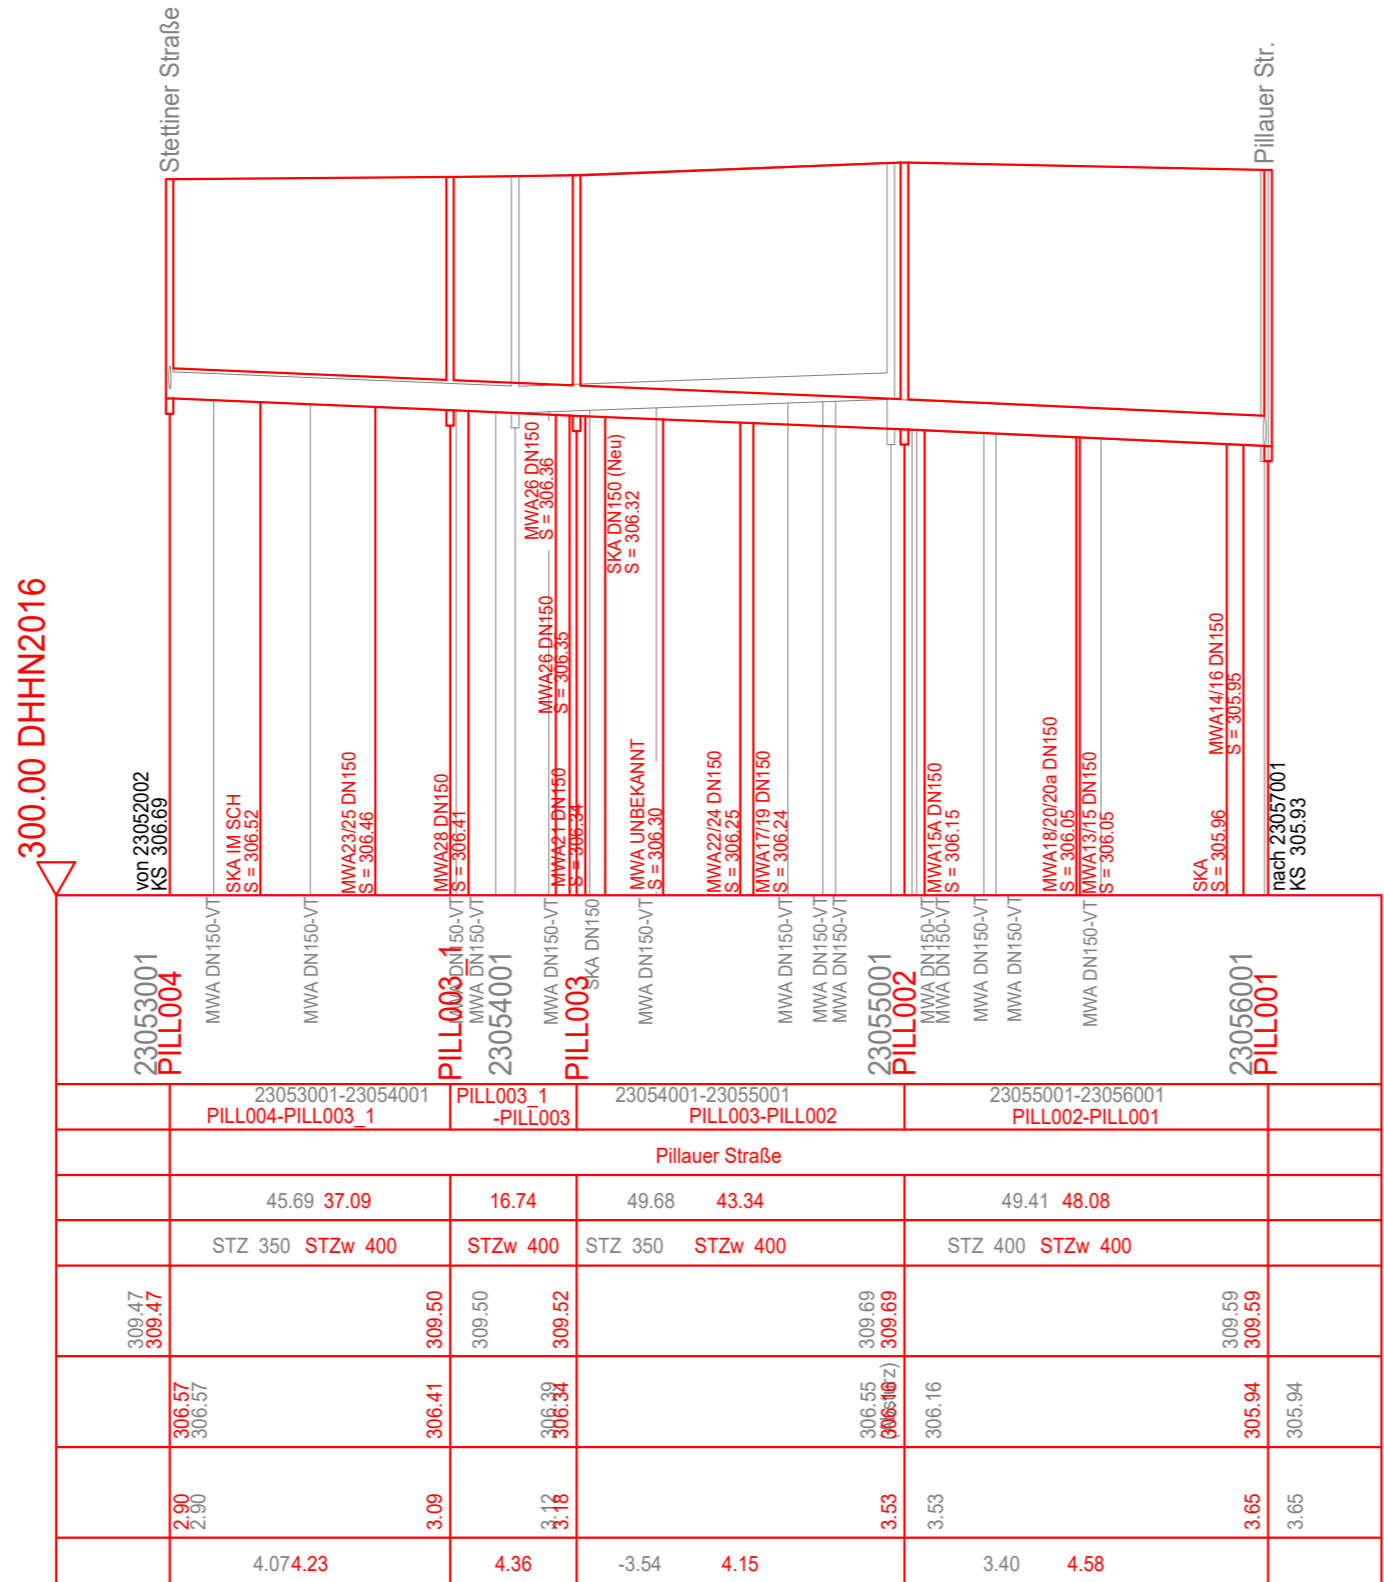 Stettiner Straße
Pillauer Str.
300.00 DHHN2016
von 23052002
KS 306.69
SKA IM SCH
S = 306.52
MWA23/25 DN150
S = 306.46
MWA28 DN150
S = 306.41
MWA26 DN150
S = 306.36
MWA26 DN150
S = 306.35
MWA21 DN150
S = 306.34
SKA DN150 (Neu)
S = 306.32
MWA UNBEKANNT
S = 306.30
MWA22/24 DN150
S = 306.25
MWA17/19 DN150
S = 306.24
MWA15A DN150
S = 306.15
MWA18/20/20a DN150
S = 306.05
MWA13/15 DN150
S = 306.05
SKA
S = 305.96
MWA14/16 DN150
S = 305.95
nach 23057001
KS 305.93
23053001
PILL004
MWA DN150-VT
MWA DN150-VT
PILL003_1
MWA DN150-VT
MWA DN150-VT
23054001
MWA DN150-VT
PILL003
SKA DN150
MWA DN150-VT
MWA DN150-VT
MWA DN150-VT
MWA DN150-VT
23055001
PILL002
MWA DN150-VT
MWA DN150-VT
MWA DN150-VT
MWA DN150-VT
MWA DN150-VT
23056001
PILL001
23053001-23054001
PILL004-PILL003_1
PILL003_1
-PILL003
23054001-23055001
PILL003-PILL002
23055001-23056001
PILL002-PILL001
Pillauer Straße
45.69 37.09 16.74 49.68 43.34 49.41 48.08
STZ 350 STZw 400 STZw 400 STZ 350 STZw 400 STZ 400 STZw 400
309.47 309.47 309.50 309.50 309.52 309.69 309.69 309.59 309.59
306.57 306.57 306.41 306.39 306.34 306.55 306.16 306.16 305.94 305.94
2.90 2.90 3.09 3.12 3.18 3.53 3.53 3.65 3.65
4.07 4.23 4.36 -3.54 4.15 3.40 4.58